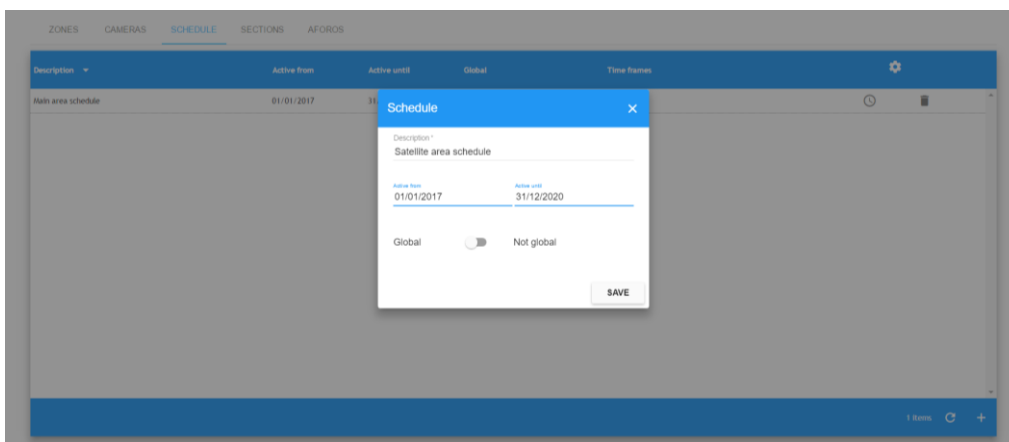 ZONES CAMERAS SCHEDULE SECTIONS AFOROS
Description Active from Active until Global Time frames
Main area schedule 01/01/2017 31
Schedule
Description *
Satellite area schedule
Active from Active until
01/01/2017 31/12/2020
Global Not global
SAVE
1 Items